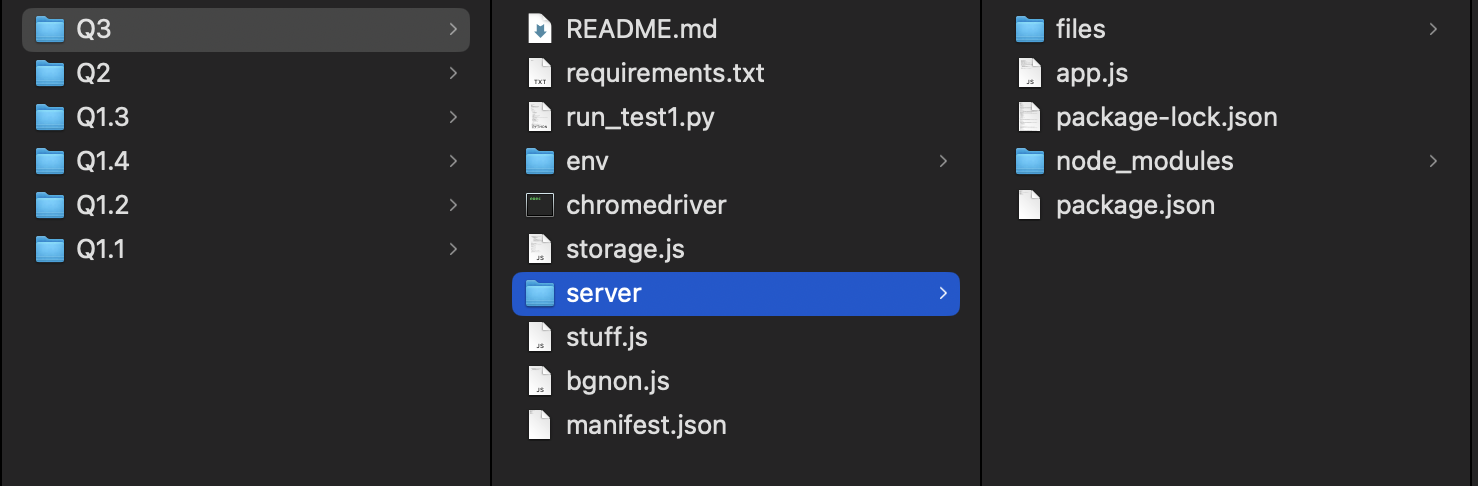 Q3
Q2
Q1.3
Q1.4
Q1.2
Q1.1
README.md
requirements.txt
run_test1.py
env
chromedriver
storage.js
server
stuff.js
bgnon.js
manifest.json
files
app.js
package-lock.json
node_modules
package.json